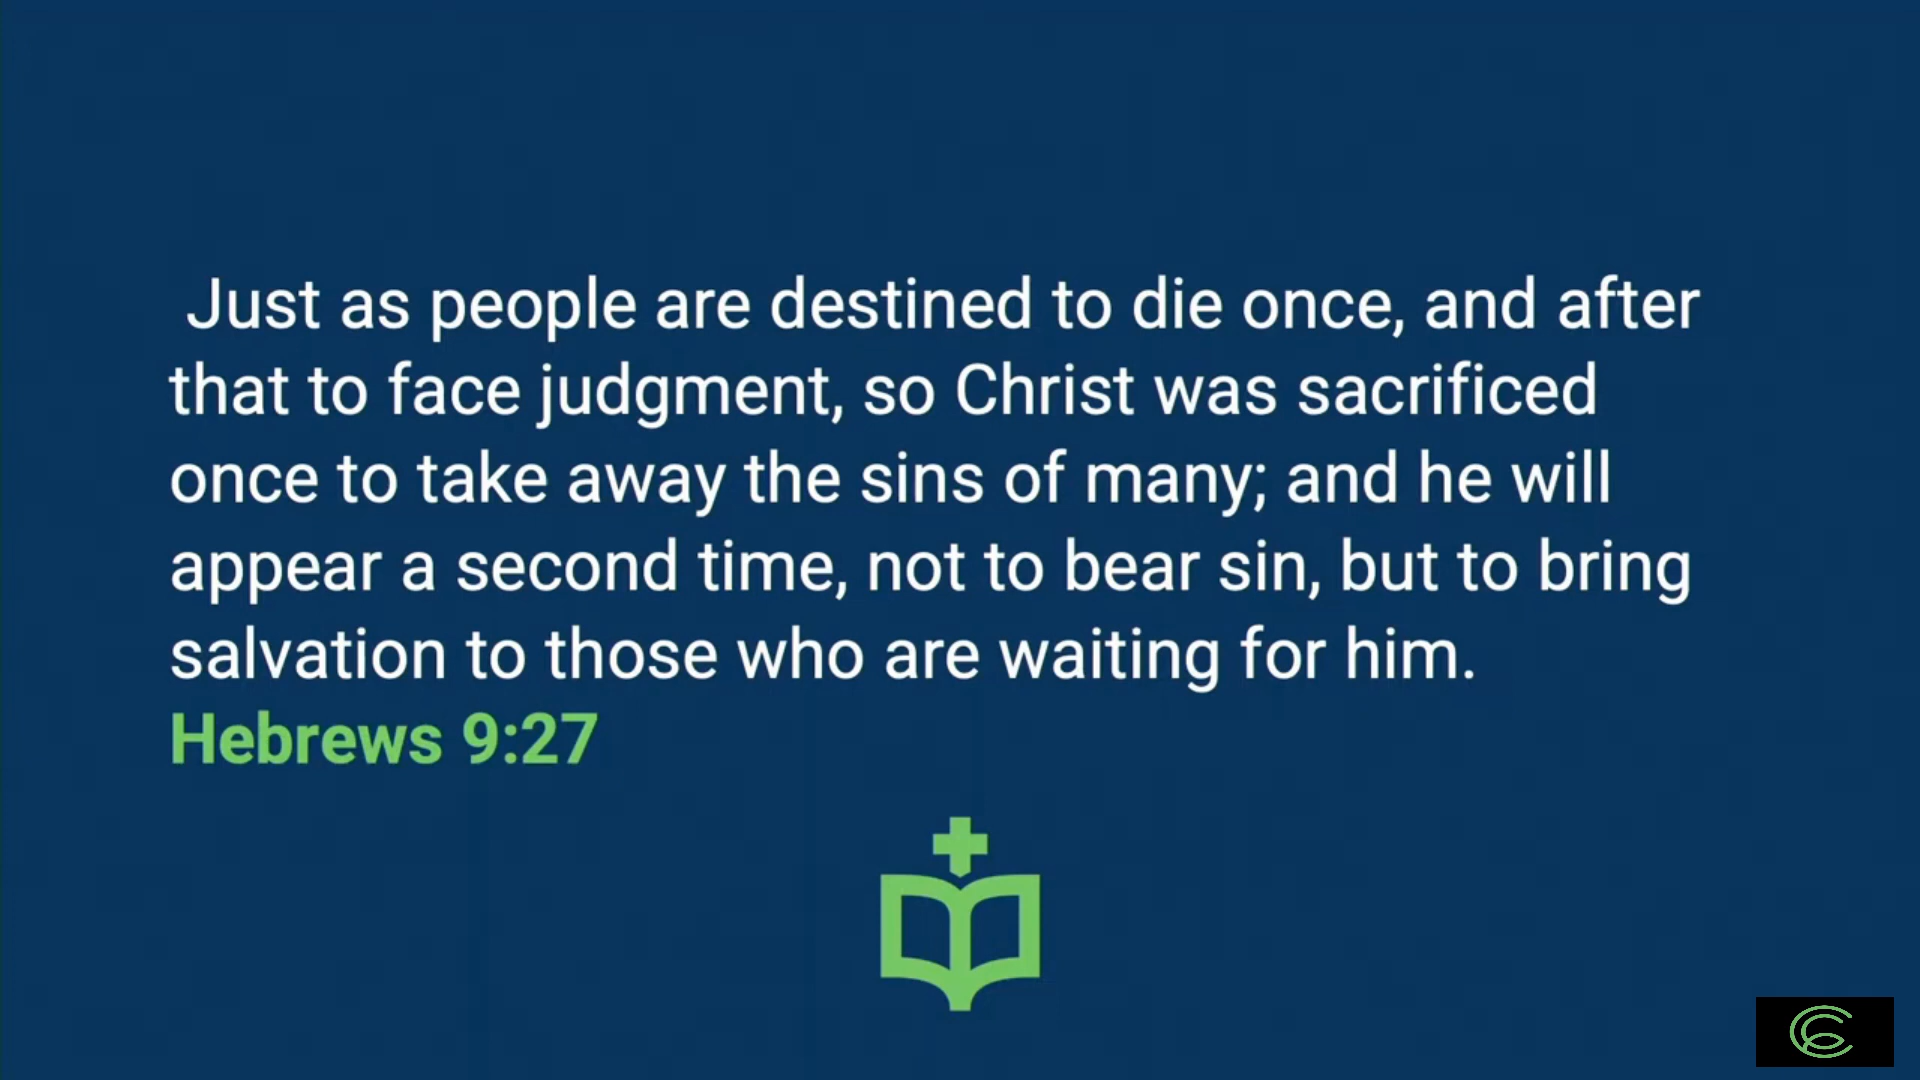 Just as people are destined to die once, and after
that to face judgment, so Christ was sacrificed
once to take away the sins of many; and he will
appear a second time, not to bear sin, but to bring
salvation to those who are waiting for him.
Hebrews 9:27